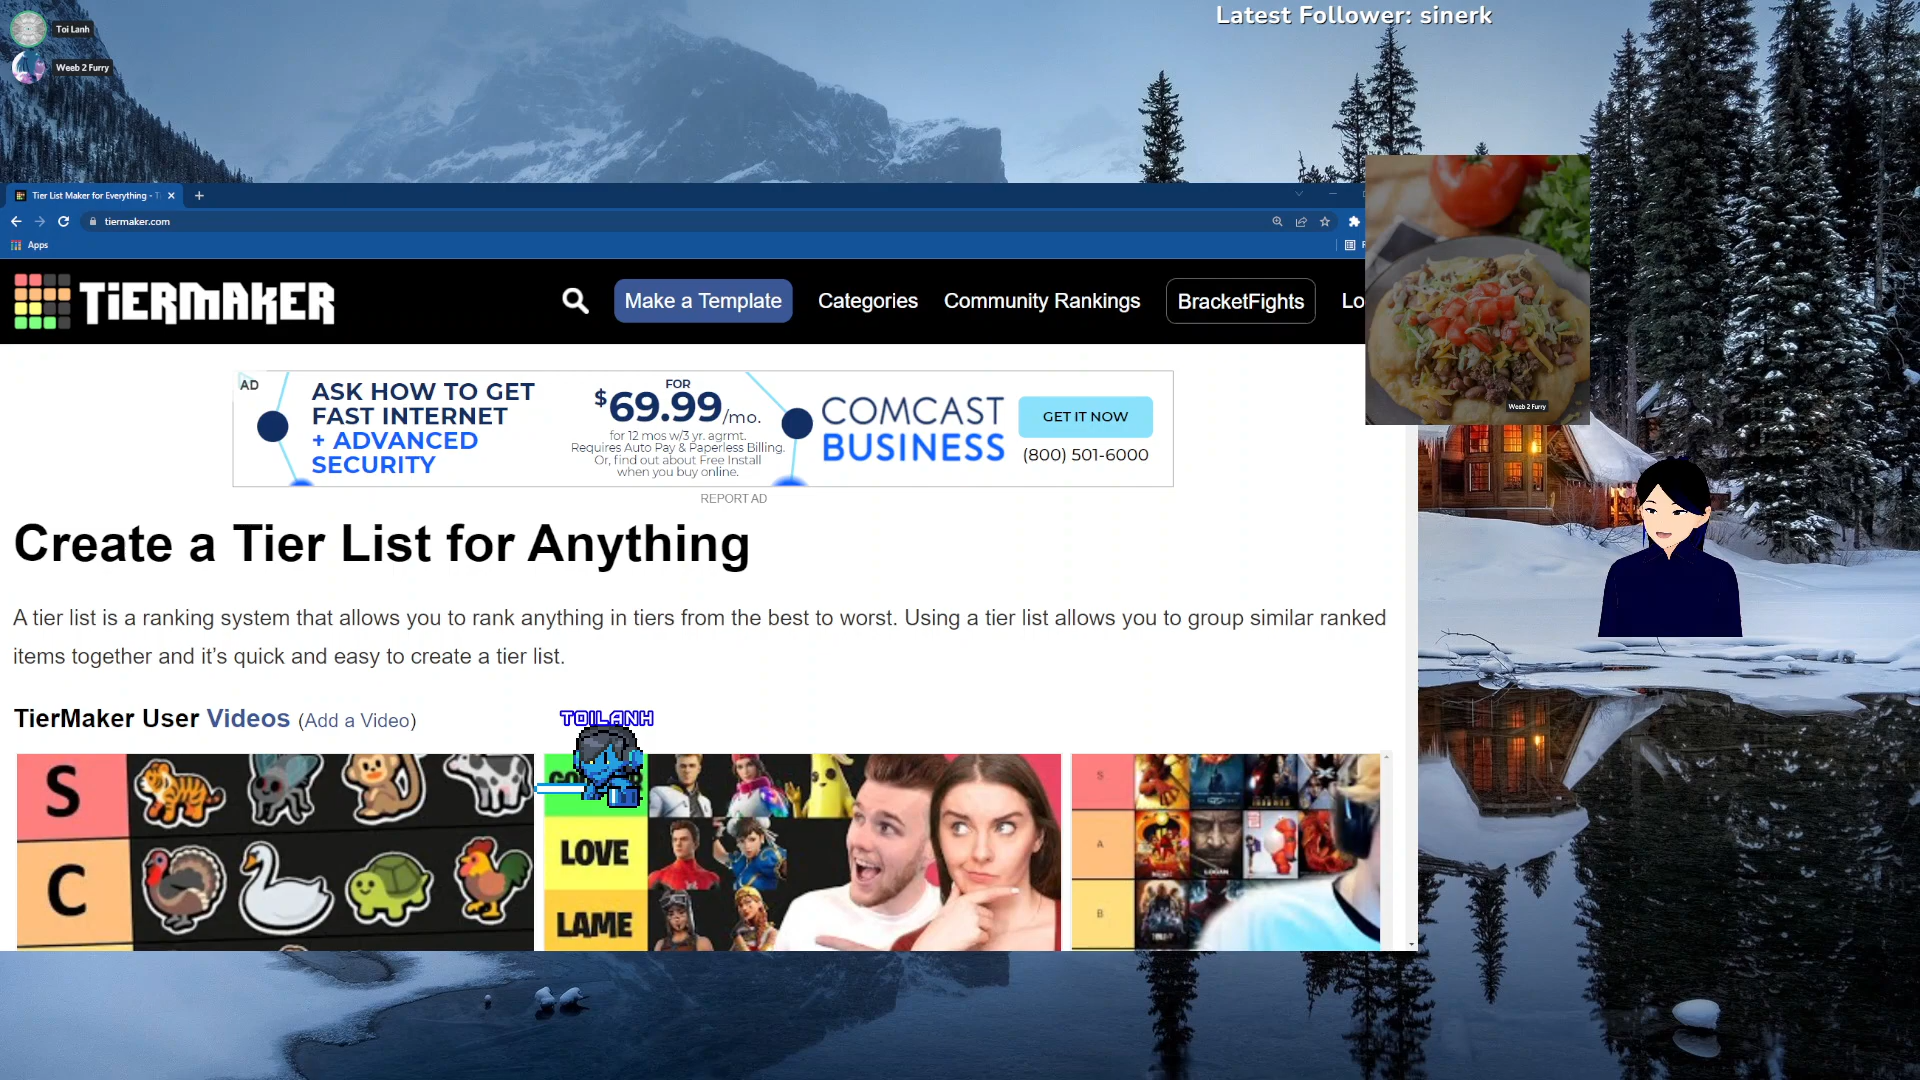 Latest Follower: sinerk
Toi Lanh
Weeb 2 Furry
Tier List Maker for Everything - T
tiermaker.com
Apps
TiERMAKER
Make a Template
Categories
Community Rankings
BracketFights
Lo
Weeb 2 Furry
AD
ASK HOW TO GET
FAST INTERNET
+ ADVANCED
SECURITY
FOR
$69.99/mo.
for 12 mos w/3 yr. agrmt.
Requires Auto Pay & Paperless Billing.
Or, find out about Free Install
when you buy online.
COMCAST
BUSINESS
GET IT NOW
(800) 501-6000
REPORT AD
Create a Tier List for Anything
A tier list is a ranking system that allows you to rank anything in tiers from the best to worst. Using a tier list allows you to group similar ranked
items together and it's quick and easy to create a tier list.
TierMaker User Videos (Add a Video)
TOILANH
S
C
LOVE
LAME
S
A
B
LOGAN